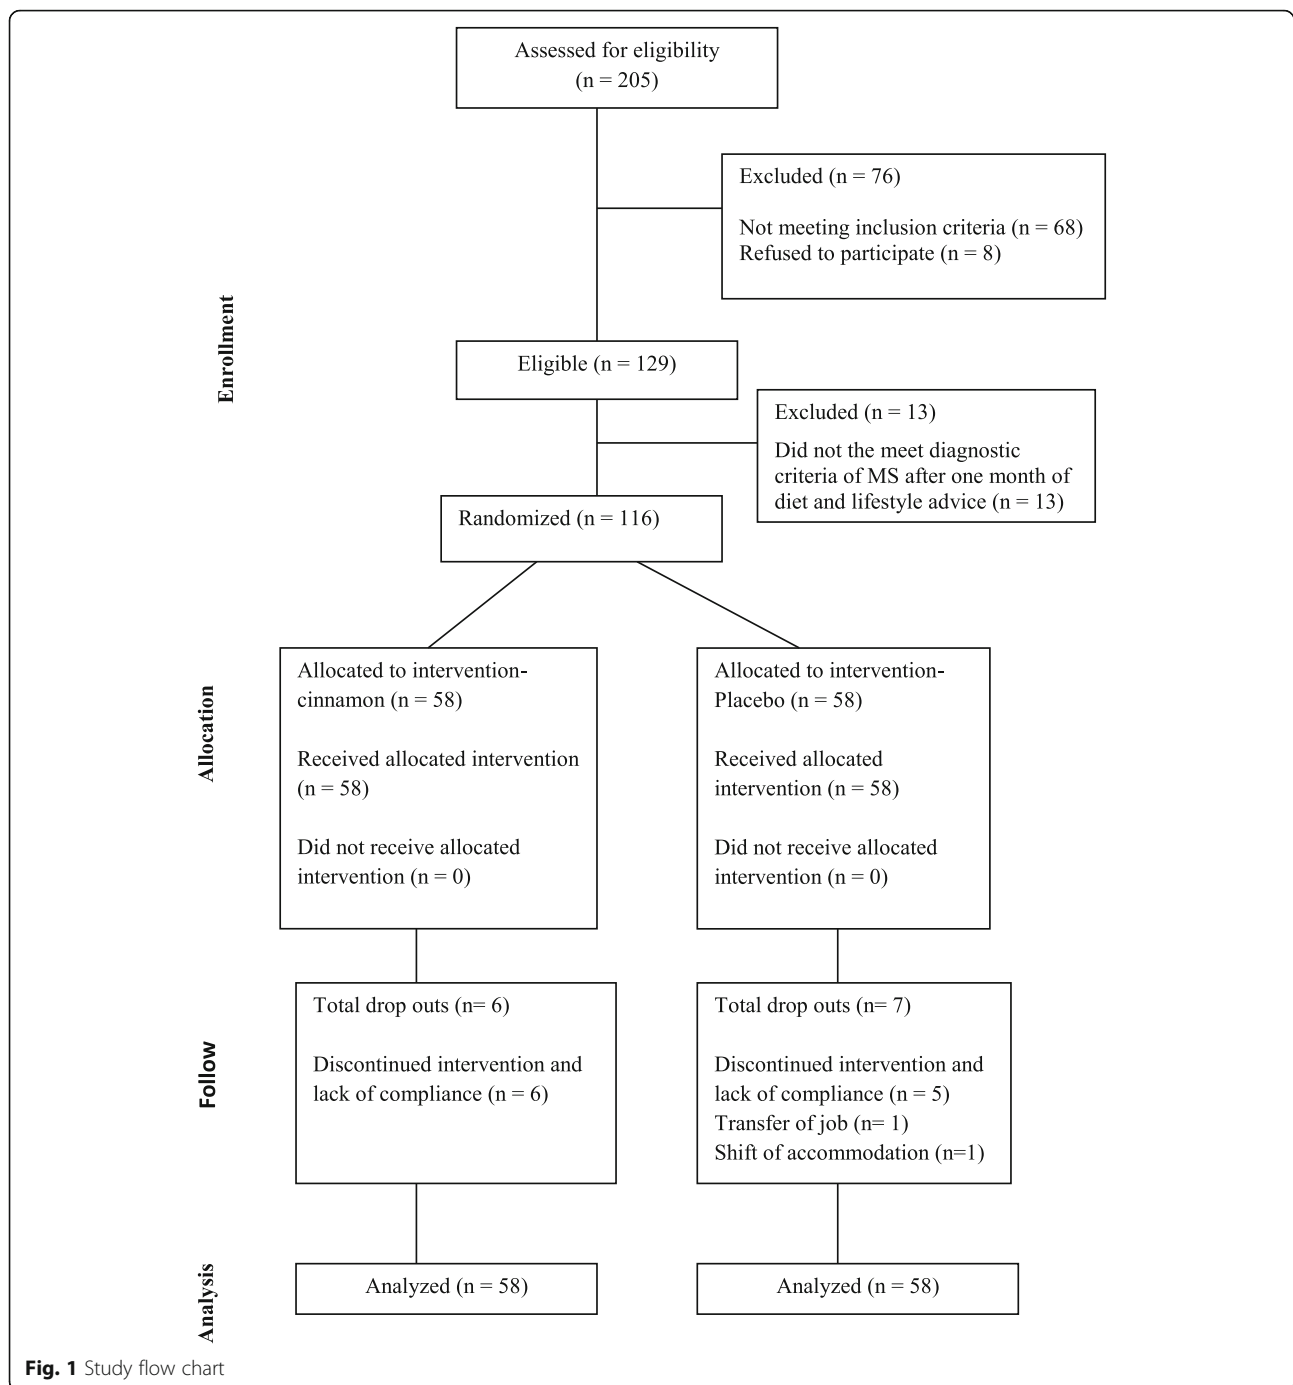 Assessed for eligibility
(n = 205)
Excluded (n = 76)
Not meeting inclusion criteria (n = 68)
Refused to participate (n = 8)
Enrollment
Eligible (n = 129)
Excluded (n = 13)
Did not the meet diagnostic
criteria of MS after one month of
diet and lifestyle advice (n = 13)
Randomized (n = 116)
Allocation
Allocated to intervention-
cinnamon (n = 58)
Received allocated intervention
(n = 58)
Did not receive allocated
intervention (n = 0)
Allocated to intervention-
Placebo (n = 58)
Received allocated
intervention (n = 58)
Did not receive allocated
intervention (n = 0)
Follow
Total drop outs (n= 6)
Discontinued intervention and
lack of compliance (n = 6)
Total drop outs (n= 7)
Discontinued intervention and
lack of compliance (n = 5)
Transfer of job (n= 1)
Shift of accommodation (n=1)
Analysis
Analyzed (n = 58)
Analyzed (n = 58)
Fig. 1 Study flow chart